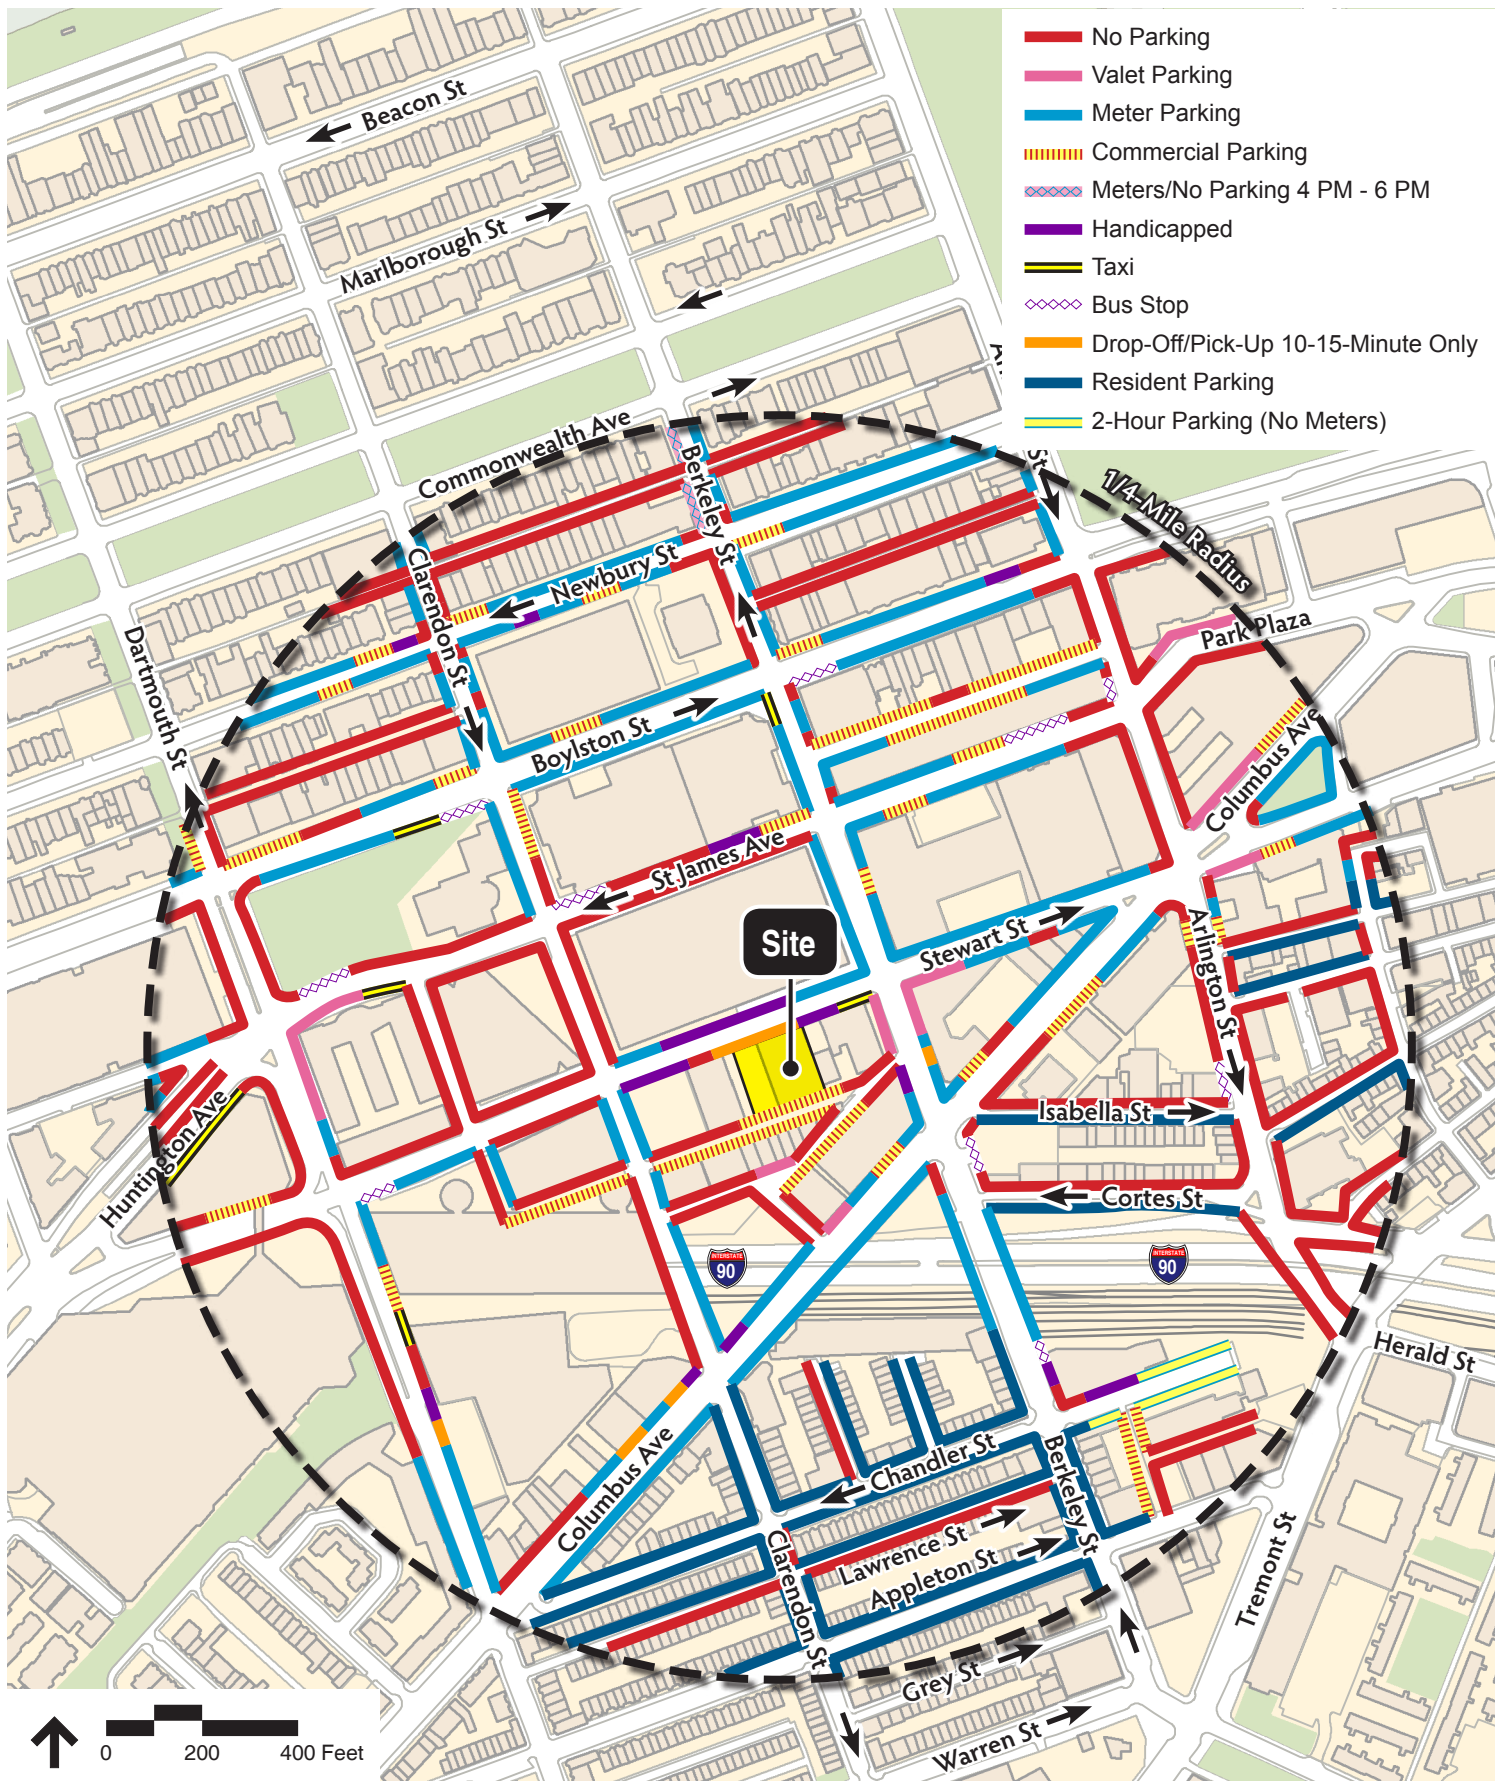 No Parking
Valet Parking
Meter Parking
Commercial Parking
Meters/No Parking 4 PM - 6 PM
Handicapped
Taxi
Bus Stop
Drop-Off/Pick-Up 10-15-Minute Only
Resident Parking
2-Hour Parking (No Meters)
Beacon St
Marlborough St
Commonwealth Ave
Berkeley St
St
1/4-Mile Radius
Clarendon St
Newbury St
Dartmouth St
Park Plaza
Boylston St
Columbus Ave
St James Ave
Site
Stewart St
Arlington St
Huntington Ave
Isabella St
Cortes St
INTERSTATE
90
INTERSTATE
90
Herald St
Columbus Ave
Chandler St
Berkeley St
Lawrence St
Appleton St
Clarendon St
Tremont St
Grey St
Warren St
0 200 400 Feet